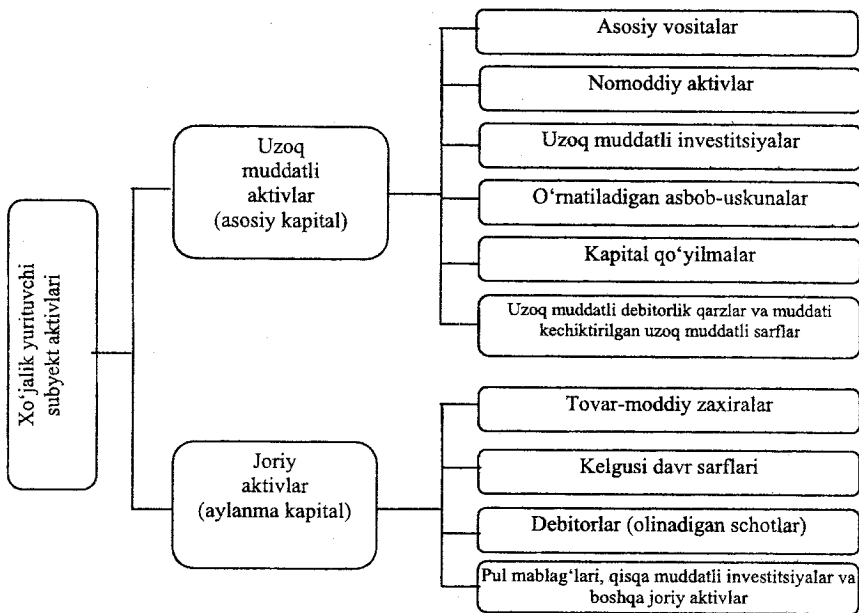 Xo‘jalik yurituvchi
subyekt aktivlari
Uzoq
muddatli
aktivlar
(asosiy kapital)
Asosiy vositalar
Nomoddiy aktivlar
Uzoq muddatli investitsiyalar
O‘rnatiladigan asbob-uskunalar
Kapital qo‘yilmalar
Uzoq muddatli debitorlik qarzlar va muddati
kechiktirilgan uzoq muddatli sarflar
Joriy
aktivlar
(aylanma kapital)
Tovar-moddiy zaxiralar
Kelgusi davr sarflari
Debitorlar (olinadigan schotlar)
Pul mablag‘lari, qisqa muddatli investitsiyalar va
boshqa joriy aktivlar